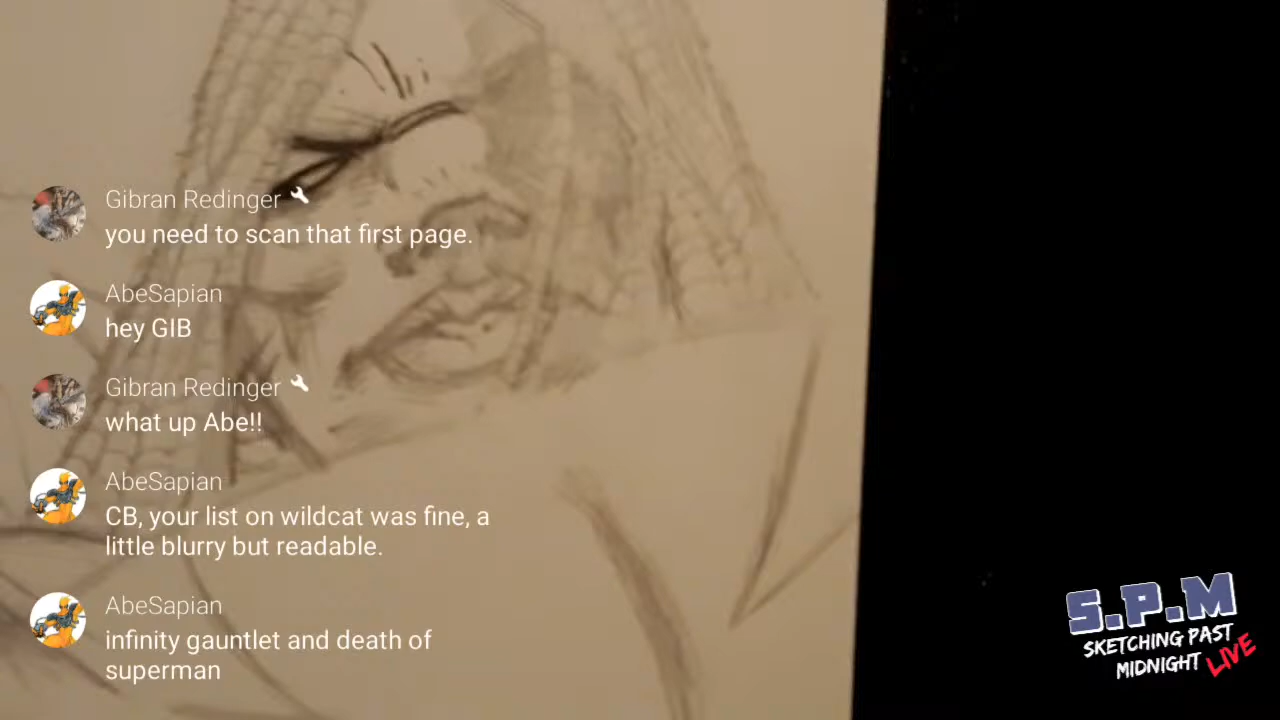 Gibran Redinger
you need to scan that first page.
AbeSapian
hey GIB
Gibran Redinger
what up Abe!!
AbeSapian
CB, your list on wildcat was fine, a
little blurry but readable.
AbeSapian
infinity gauntlet and death of
superman
S.P.M
SKETCHING PAST
MIDNIGHT LIVE